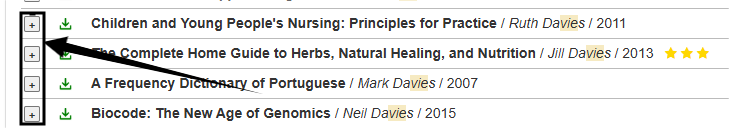 + Children and Young People's Nursing: Principles for Practice / Ruth Davies / 2011
+ The Complete Home Guide to Herbs, Natural Healing, and Nutrition / Jill Davies / 2013
+ A Frequency Dictionary of Portuguese / Mark Davies / 2007
+ Biocode: The New Age of Genomics / Neil Davies / 2015